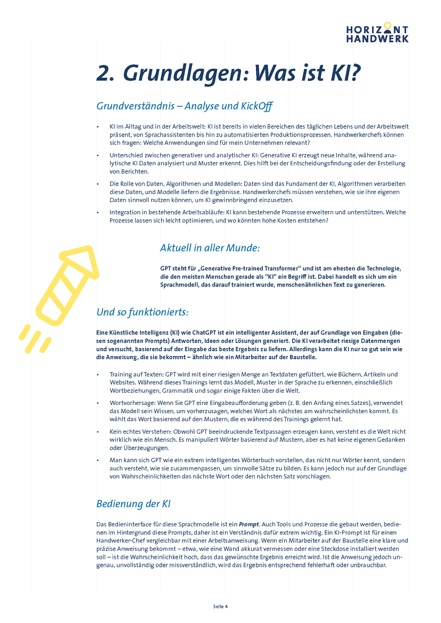 HORIZONT
HANDWERK
2. Grundlagen: Was ist KI?
Grundverständnis – Analyse und KickOff
• KI im Alltag und in der Arbeitswelt: KI ist bereits in vielen Bereichen des täglichen Lebens und der Arbeitswelt
präsent, von Sprachassistenten bis hin zu automatisierten Produktionsprozessen. Handwerkerchefs können
sich fragen: Welche Anwendungen sind für mein Unternehmen relevant?
• Unterschied zwischen generativer und analytischer KI: Generative KI erzeugt neue Inhalte, während ana-
lytische KI Daten analysiert und Muster erkennt. Dies hilft bei der Entscheidungsfindung oder der Erstellung
von Berichten.
• Die Rolle von Daten, Algorithmen und Modellen: Daten sind das Fundament der KI, Algorithmen verarbeiten
diese Daten, und Modelle liefern die Ergebnisse. Handwerkerchefs müssen verstehen, wie sie ihre eigenen
Daten sinnvoll nutzen können, um KI gewinnbringend einzusetzen.
• Integration in bestehende Arbeitsabläufe: KI kann bestehende Prozesse erweitern und unterstützen. Welche
Prozesse lassen sich leicht optimieren, und wo könnten hohe Kosten entstehen?
Aktuell in aller Munde:
GPT steht für „Generative Pre-trained Transformer“ und ist am ehesten die Technologie,
die den meisten Menschen gerade als "KI" ein Begriff ist. Dabei handelt es sich um ein
Sprachmodell, das darauf trainiert wurde, menschenähnlichen Text zu generieren.
Und so funktionierts:
Eine Künstliche Intelligenz (KI) wie ChatGPT ist ein intelligenter Assistent, der auf Grundlage von Eingaben (die-
sen sogenannten Prompts) Antworten, Ideen oder Lösungen generiert. Die KI verarbeitet riesige Datenmengen
und versucht, basierend auf der Eingabe das beste Ergebnis zu liefern. Allerdings kann die KI nur so gut sein wie
die Anweisung, die sie bekommt – ähnlich wie ein Mitarbeiter auf der Baustelle.
• Training auf Texten: GPT wird mit einer riesigen Menge an Textdaten gefüttert, wie Büchern, Artikeln und
Websites. Während dieses Trainings lernt das Modell, Muster in der Sprache zu erkennen, einschließlich
Wortbeziehungen, Grammatik und sogar einige Fakten über die Welt.
• Wortvorhersage: Wenn Sie GPT eine Eingabeaufforderung geben (z. B. den Anfang eines Satzes), verwendet
das Modell sein Wissen, um vorherzusagen, welches Wort als nächstes am wahrscheinlichsten kommt. Es
wählt das Wort basierend auf den Mustern, die es während des Trainings gelernt hat.
• Kein echtes Verstehen: Obwohl GPT beeindruckende Textpassagen erzeugen kann, versteht es die Welt nicht
wirklich wie ein Mensch. Es manipuliert Wörter basierend auf Mustern, aber es hat keine eigenen Gedanken
oder Überzeugungen.
• Man kann sich GPT wie ein extrem intelligentes Wörterbuch vorstellen, das nicht nur Wörter kennt, sondern
auch versteht, wie sie zusammenpassen, um sinnvolle Sätze zu bilden. Es kann jedoch nur auf der Grundlage
von Wahrscheinlichkeiten das nächste Wort oder den nächsten Satz vorschlagen.
Bedienung der KI
Das Bedieninterface für diese Sprachmodelle ist ein Prompt. Auch Tools und Prozesse die gebaut werden, bedie-
nen im Hintergrund diese Prompts, daher ist ein Verständnis dafür extrem wichtig. Ein KI-Prompt ist für einen
Handwerker-Chef vergleichbar mit einer Arbeitsanweisung. Wenn ein Mitarbeiter auf der Baustelle eine klare und
präzise Anweisung bekommt – etwa, wie eine Wand akkurat vermessen oder eine Steckdose installiert werden
soll – ist die Wahrscheinlichkeit hoch, dass das gewünschte Ergebnis erreicht wird. Ist die Anweisung jedoch un-
genau, unvollständig oder missverständlich, wird das Ergebnis entsprechend fehlerhaft oder unbrauchbar.
Seite 4